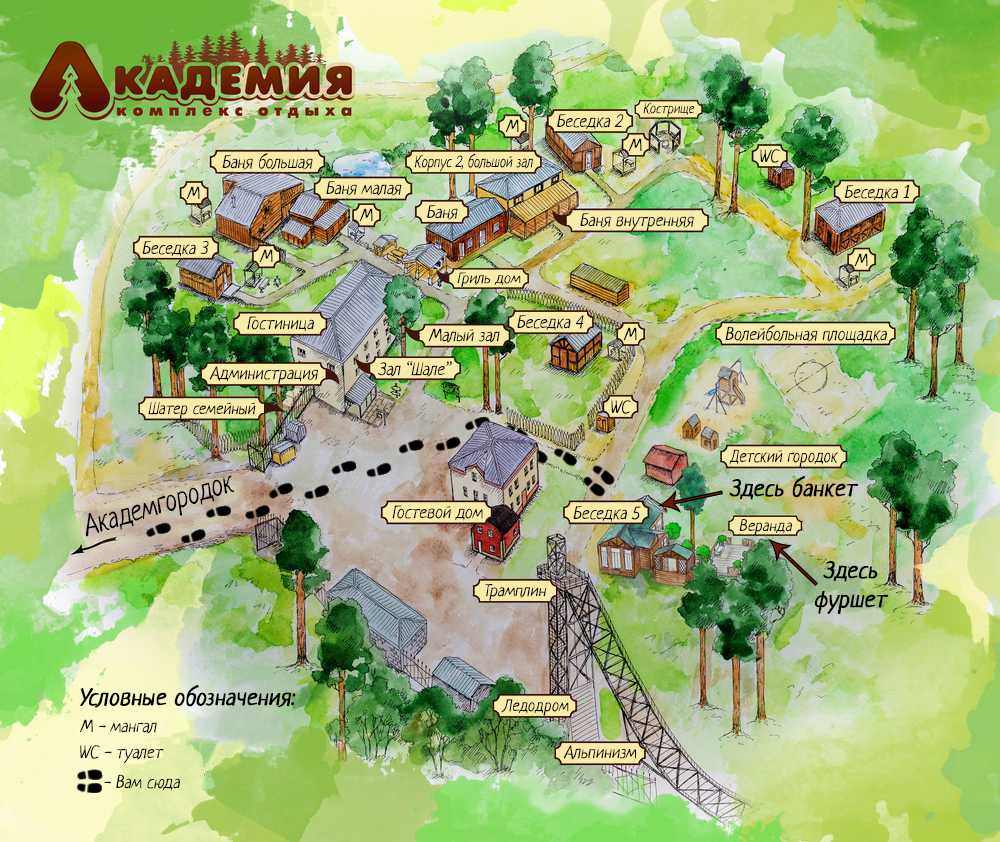 Академия
комплекс отдыха
Кострище
М
Беседка 2
М
WC
Баня большая
Корпус 2, большой зал
М
Баня малая
Беседка 1
М
Баня
Баня внутренняя
Беседка 3
М
М
Гриль дом
Гостиница
Малый зал
Беседка 4
М
Волейбольная площадка
Администрация
Зал "Шале"
Шатер семейный
WC
Детский городок
Академгородок
Здесь банкет
Гостевой дом
Беседка 5
Веранда
Здесь
фуршет
Трамплин
Ледодром
Альпинизм
Условные обозначения:
М - мангал
WC - туалет
- Вам сюда